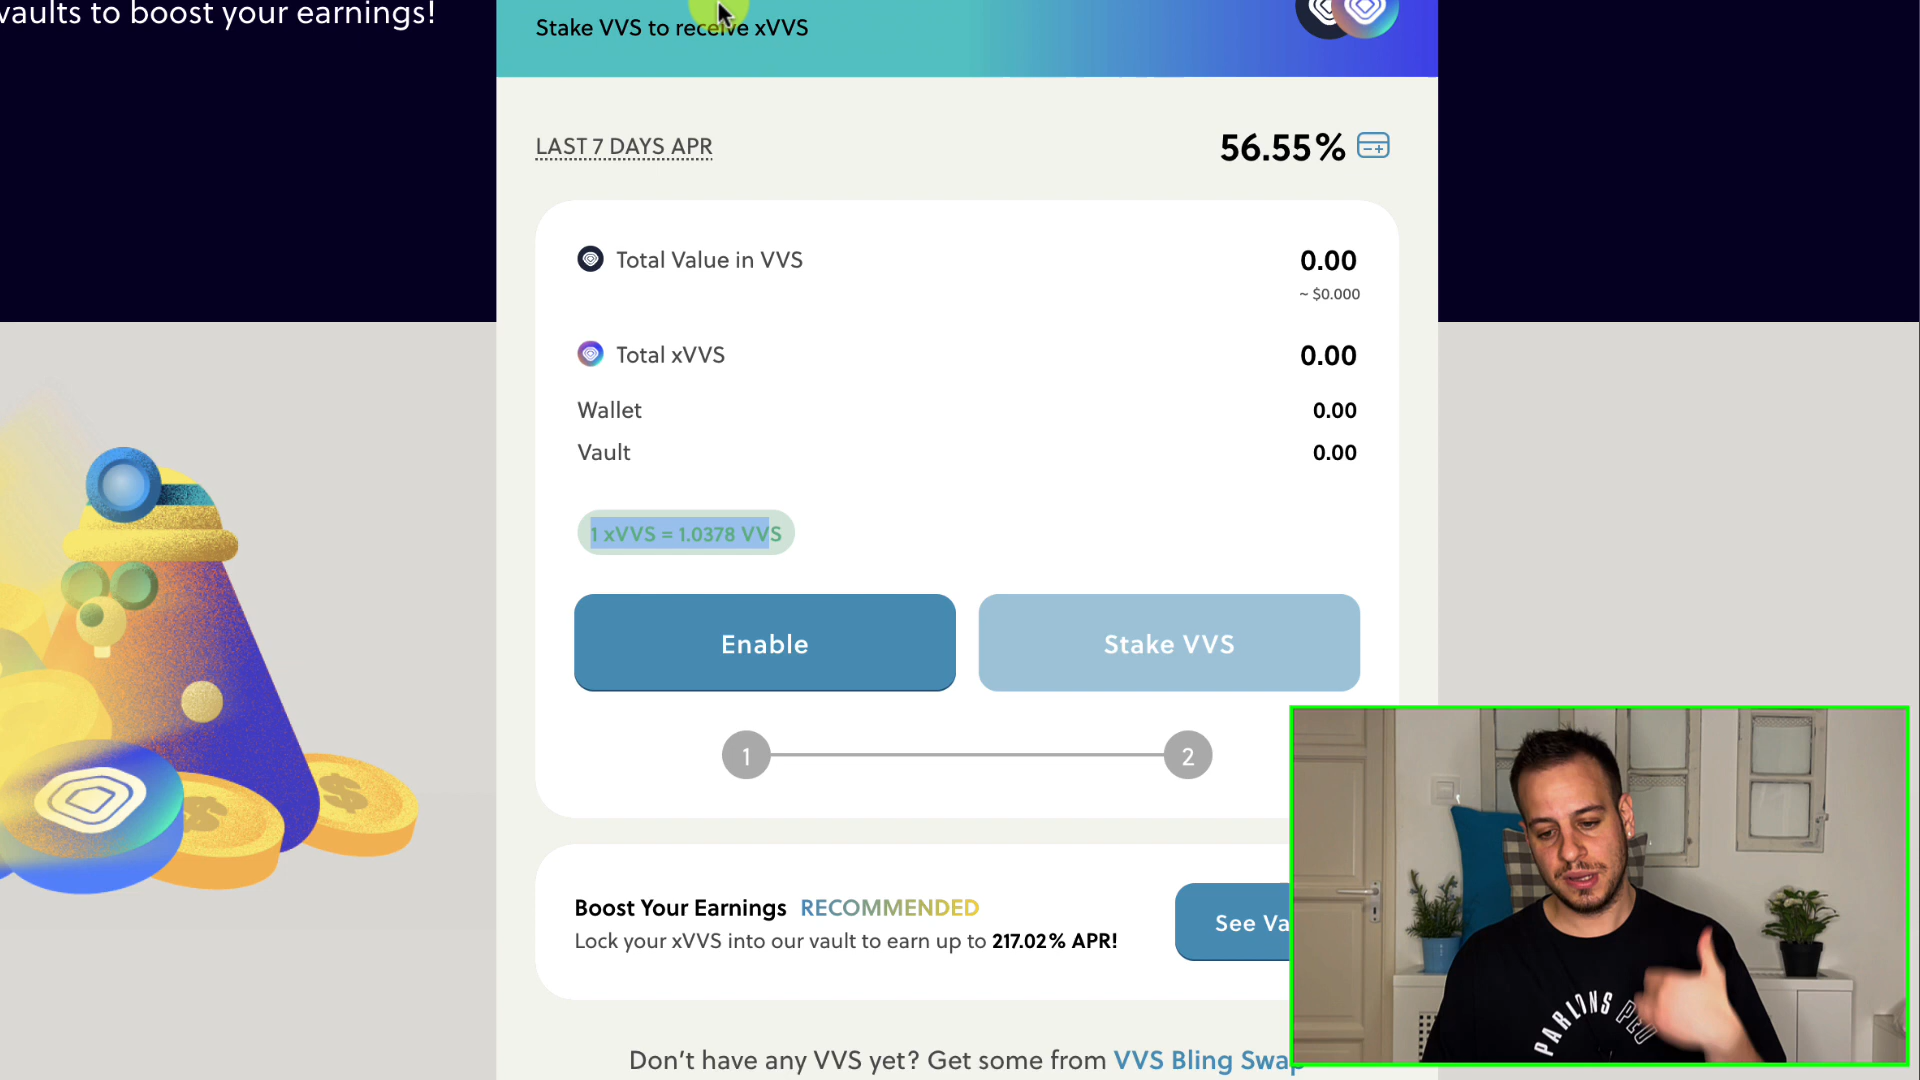 vaults to boost your earnings!
Stake VVS to receive xVVS
LAST 7 DAYS APR
56.55%
Total Value in VVS
0.00
~ $0.000
Total xVVS
0.00
Wallet
0.00
Vault
0.00
1 xVVS = 1.0378 VVS
Enable
Stake VVS
1
2
Boost Your Earnings RECOMMENDED
Lock your xVVS into our vault to earn up to 217.02% APR!
See Va
Don't have any VVS yet? Get some from VVS Bling Swap
PARLONS PEU